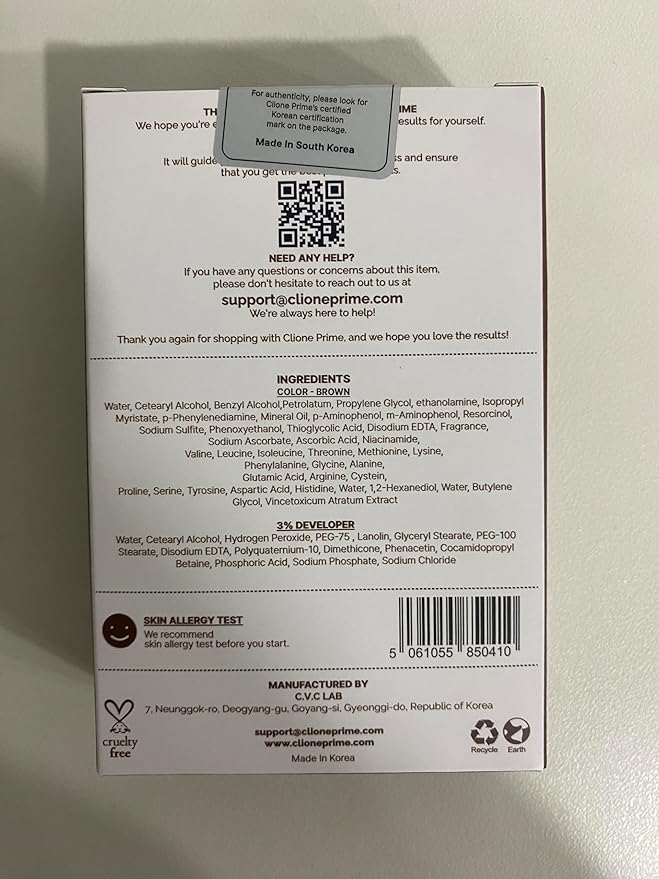 For authenticity, please look for
Clione Prime's certified
Korean certification
mark on the package.
Made In South Korea
We hope you're esults for yourself.
It will guide s and ensure
that you get the
NEED ANY HELP?
If you have any questions or concerns about this item,
please don't hesitate to reach out to us at
support@clioneprime.com
We're always here to help!
Thank you again for shopping with Clione Prime, and we hope you love the results!
INGREDIENTS
COLOR - BROWN
Water, Cetearyl Alcohol, Benzyl Alcohol,Petrolatum, Propylene Glycol, ethanolamine, Isopropyl
Myristate, p-Phenylenediamine, Mineral Oil, p-Aminophenol, m-Aminophenol, Resorcinol,
Sodium Sulfite, Phenoxyethanol, Thioglycolic Acid, Disodium EDTA, Fragrance,
Sodium Ascorbate, Ascorbic Acid, Niacinamide,
Valine, Leucine, Isoleucine, Threonine, Methionine, Lysine,
Phenylalanine, Glycine, Alanine,
Glutamic Acid, Arginine, Cystein,
Proline, Serine, Tyrosine, Aspartic Acid, Histidine, Water, 1,2-Hexanediol, Water, Butylene
Glycol, Vincetoxicum Atratum Extract
3% DEVELOPER
Water, Cetearyl Alcohol, Hydrogen Peroxide, PEG-75 , Lanolin, Glyceryl Stearate, PEG-100
Stearate, Disodium EDTA, Polyquaternium-10, Dimethicone, Phenacetin, Cocamidopropyl
Betaine, Phosphoric Acid, Sodium Phosphate, Sodium Chloride
SKIN ALLERGY TEST
We recommend
skin allergy test before you start.
5 061055 850410
MANUFACTURED BY
C.V.C LAB
7, Neunggok-ro, Deogyang-gu, Goyang-si, Gyeonggi-do, Republic of Korea
cruelty
free
support@clioneprime.com
www.clioneprime.com
Made In Korea
Recycle Earth